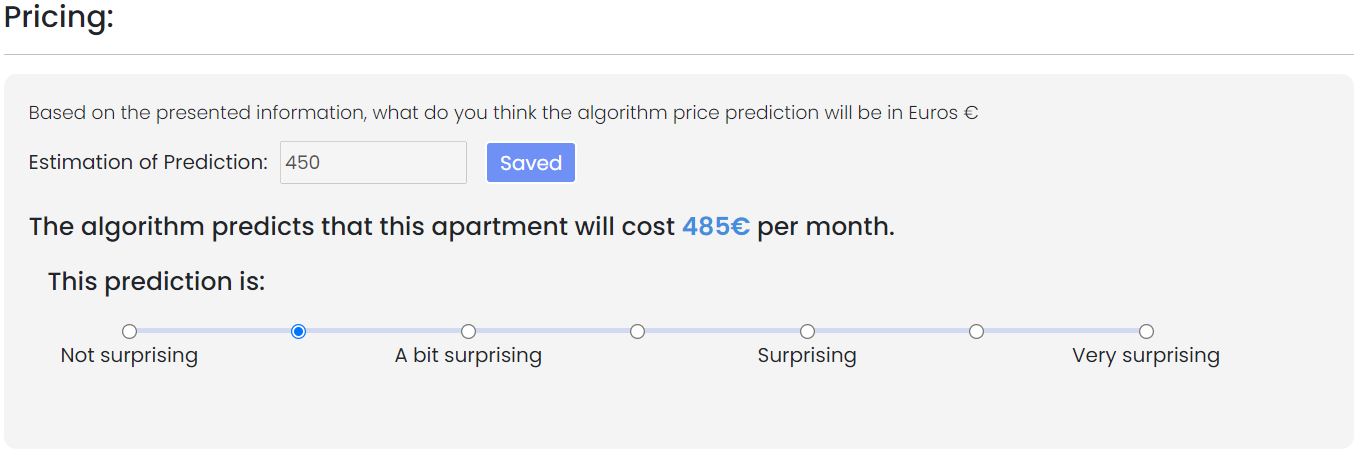 Pricing:
Based on the presented information, what do you think the algorithm price prediction will be in Euros €
Estimation of Prediction: 450 Saved
The algorithm predicts that this apartment will cost 485€ per month.
This prediction is:
Not surprising A bit surprising Surprising Very surprising